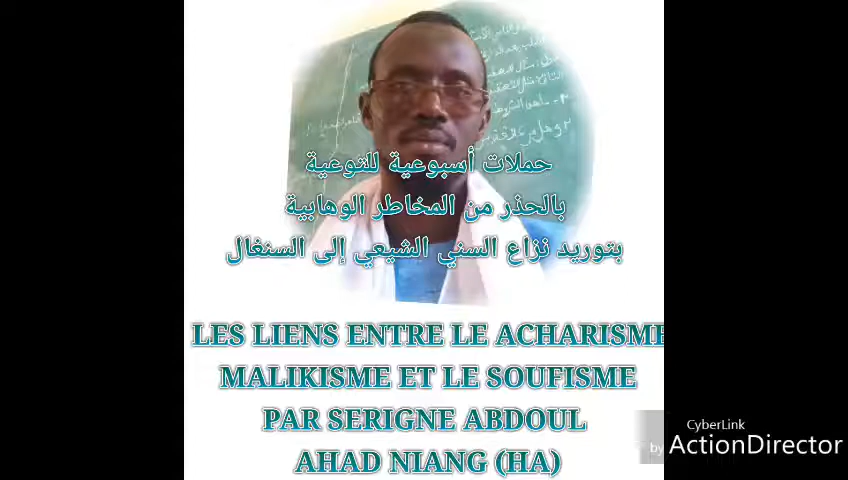 حملات أسبوعية للتوعية
بالحذر من المخاطر الوهابية
بتوريد نزاع السني الشيعي إلى السنغال
LES LIENS ENTRE LE ACHARISME
MALIKISME ET LE SOUFISME
PAR SERIGNE ABDOUL
AHAD NIANG (HA)
CyberLink
by ActionDirector